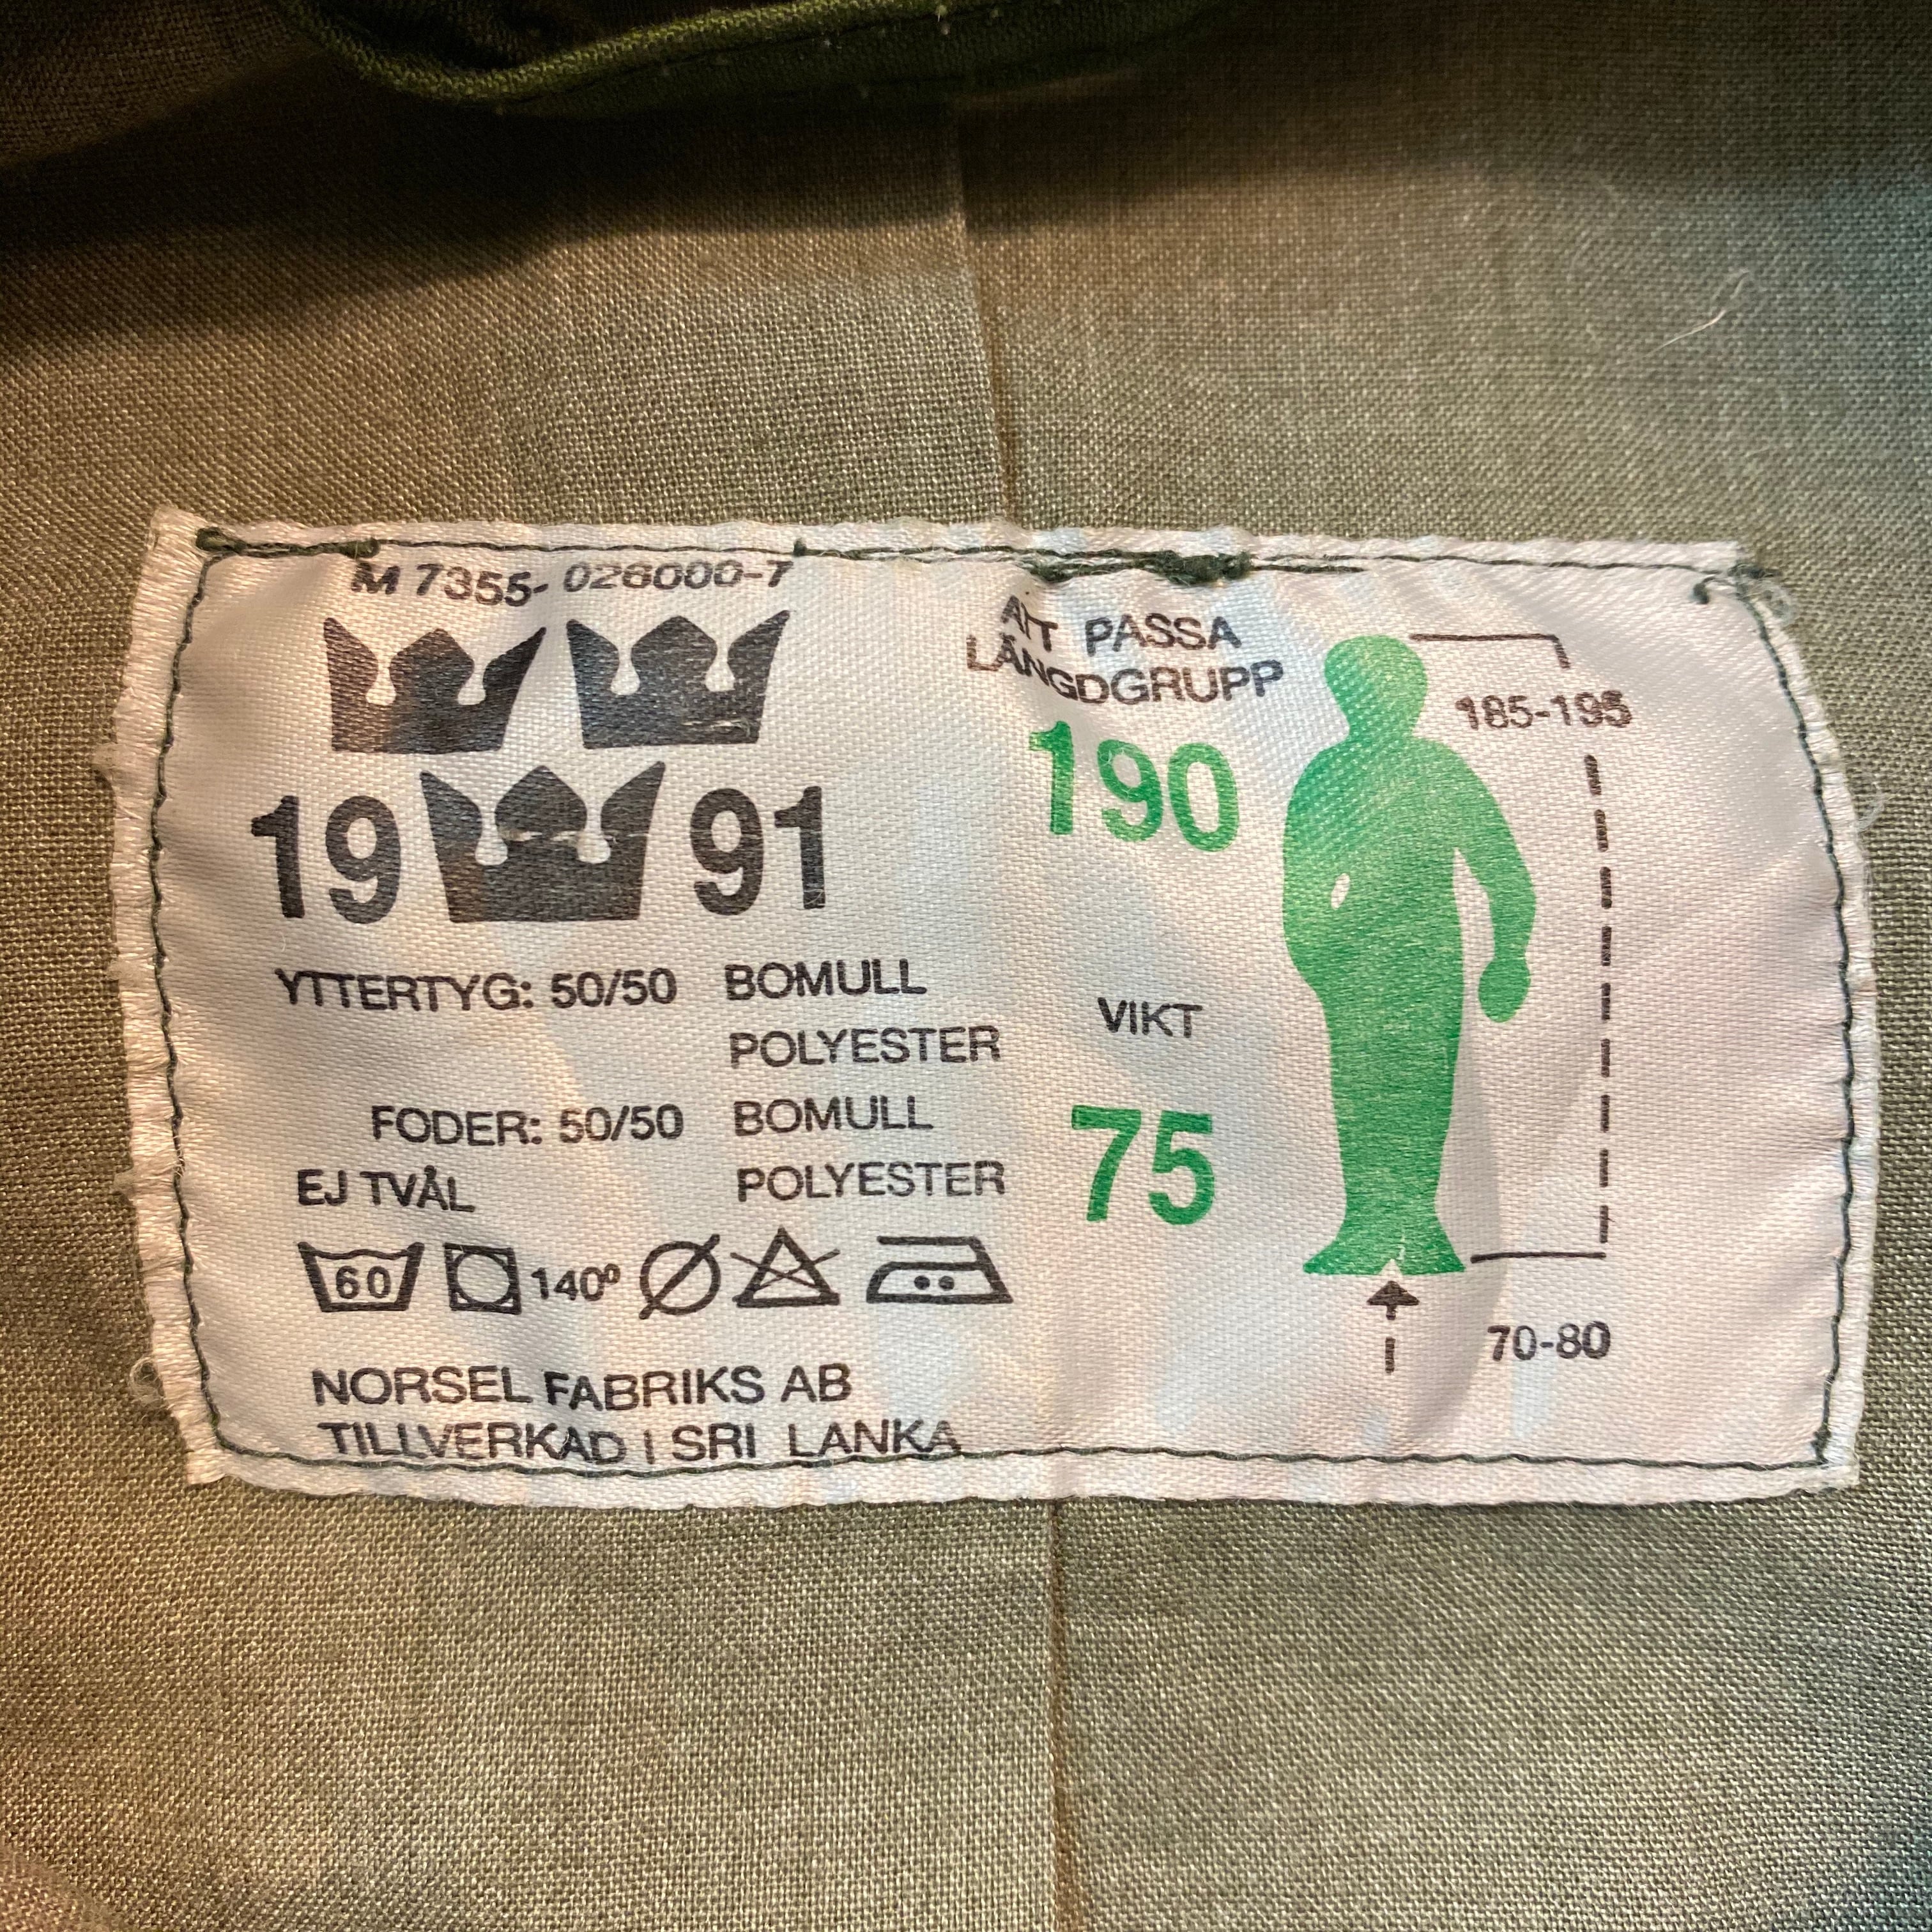 M 7355-026000-7
19 91
YTTERTYG: 50/50 BOMULL
POLYESTER
FODER: 50/50 BOMULL
EJ TVÅL POLYESTER
60 140º
NORSEL FABRIKS AB
TILLVERKAD I SRI LANKA
ATT PASSA
LÄNGDGRUPP
190
185-195
VIKT
75
70-80